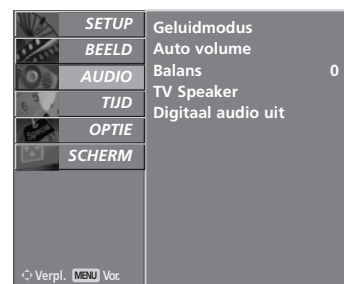 SETUP
BEELD
AUDIO
TIJD
OPTIE
SCHERM
Geluidmodus
Auto volume
Balans 0
TV Speaker
Digitaal audio uit
Verpl. MENU Vor.